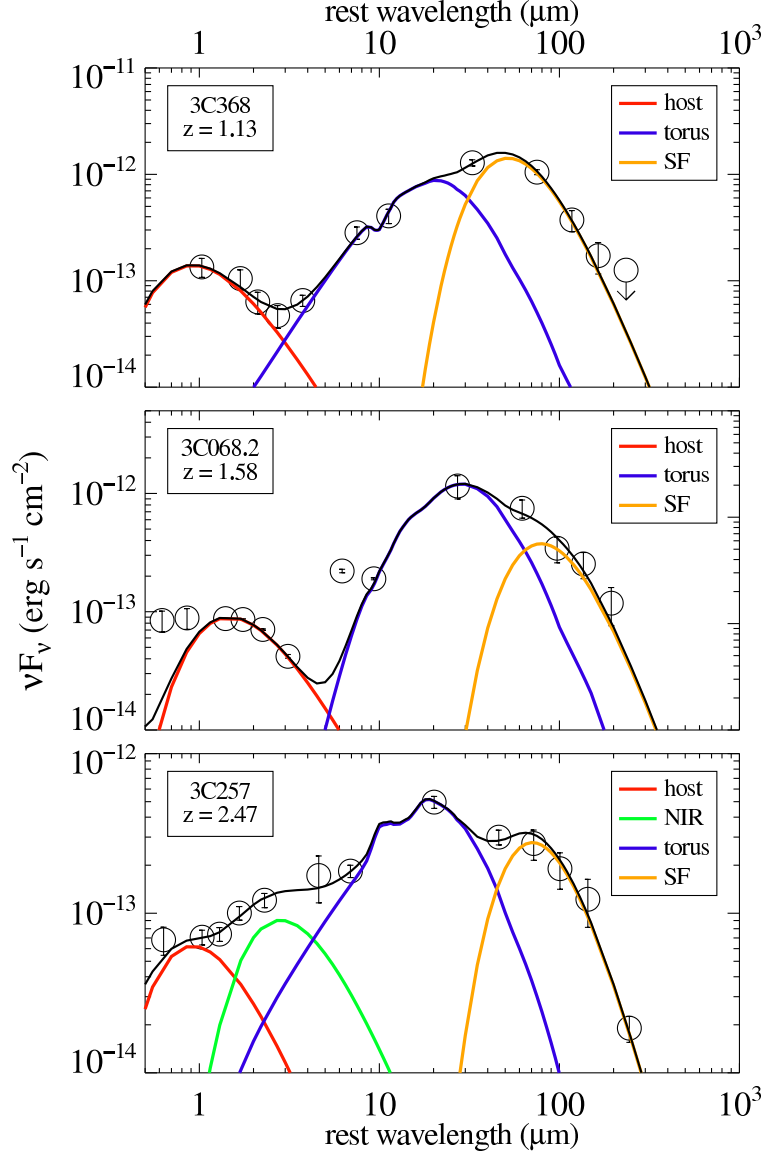 rest wavelength (μm)
1 10 100 10³
10⁻¹¹
3C368
z = 1.13
host
torus
SF
10⁻¹²
10⁻¹³
10⁻¹⁴
3C068.2
z = 1.58
host
torus
SF
10⁻¹²
10⁻¹³
10⁻¹⁴
νFᵥ (erg s⁻¹ cm⁻²)
10⁻¹²
3C257
z = 2.47
host
NIR
torus
SF
10⁻¹³
10⁻¹⁴
1 10 100 10³
rest wavelength (μm)